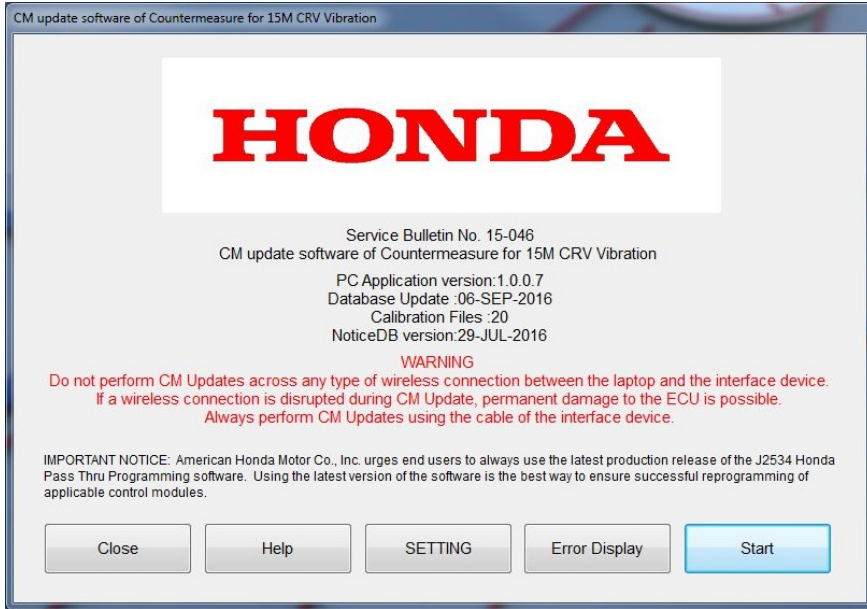 CM update software of Countermeasure for 15M CRV Vibration
HONDA
Service Bulletin No. 15-046
CM update software of Countermeasure for 15M CRV Vibration
PC Application version:1.0.0.7
Database Update :06-SEP-2016
Calibration Files :20
NoticeDB version:29-JUL-2016
WARNING
Do not perform CM Updates across any type of wireless connection between the laptop and the interface device.
If a wireless connection is disrupted during CM Update, permanent damage to the ECU is possible.
Always perform CM Updates using the cable of the interface device.
IMPORTANT NOTICE: American Honda Motor Co., Inc. urges end users to always use the latest production release of the J2534 Honda
Pass Thru Programming software. Using the latest version of the software is the best way to ensure successful reprogramming of
applicable control modules.
Close Help SETTING Error Display Start